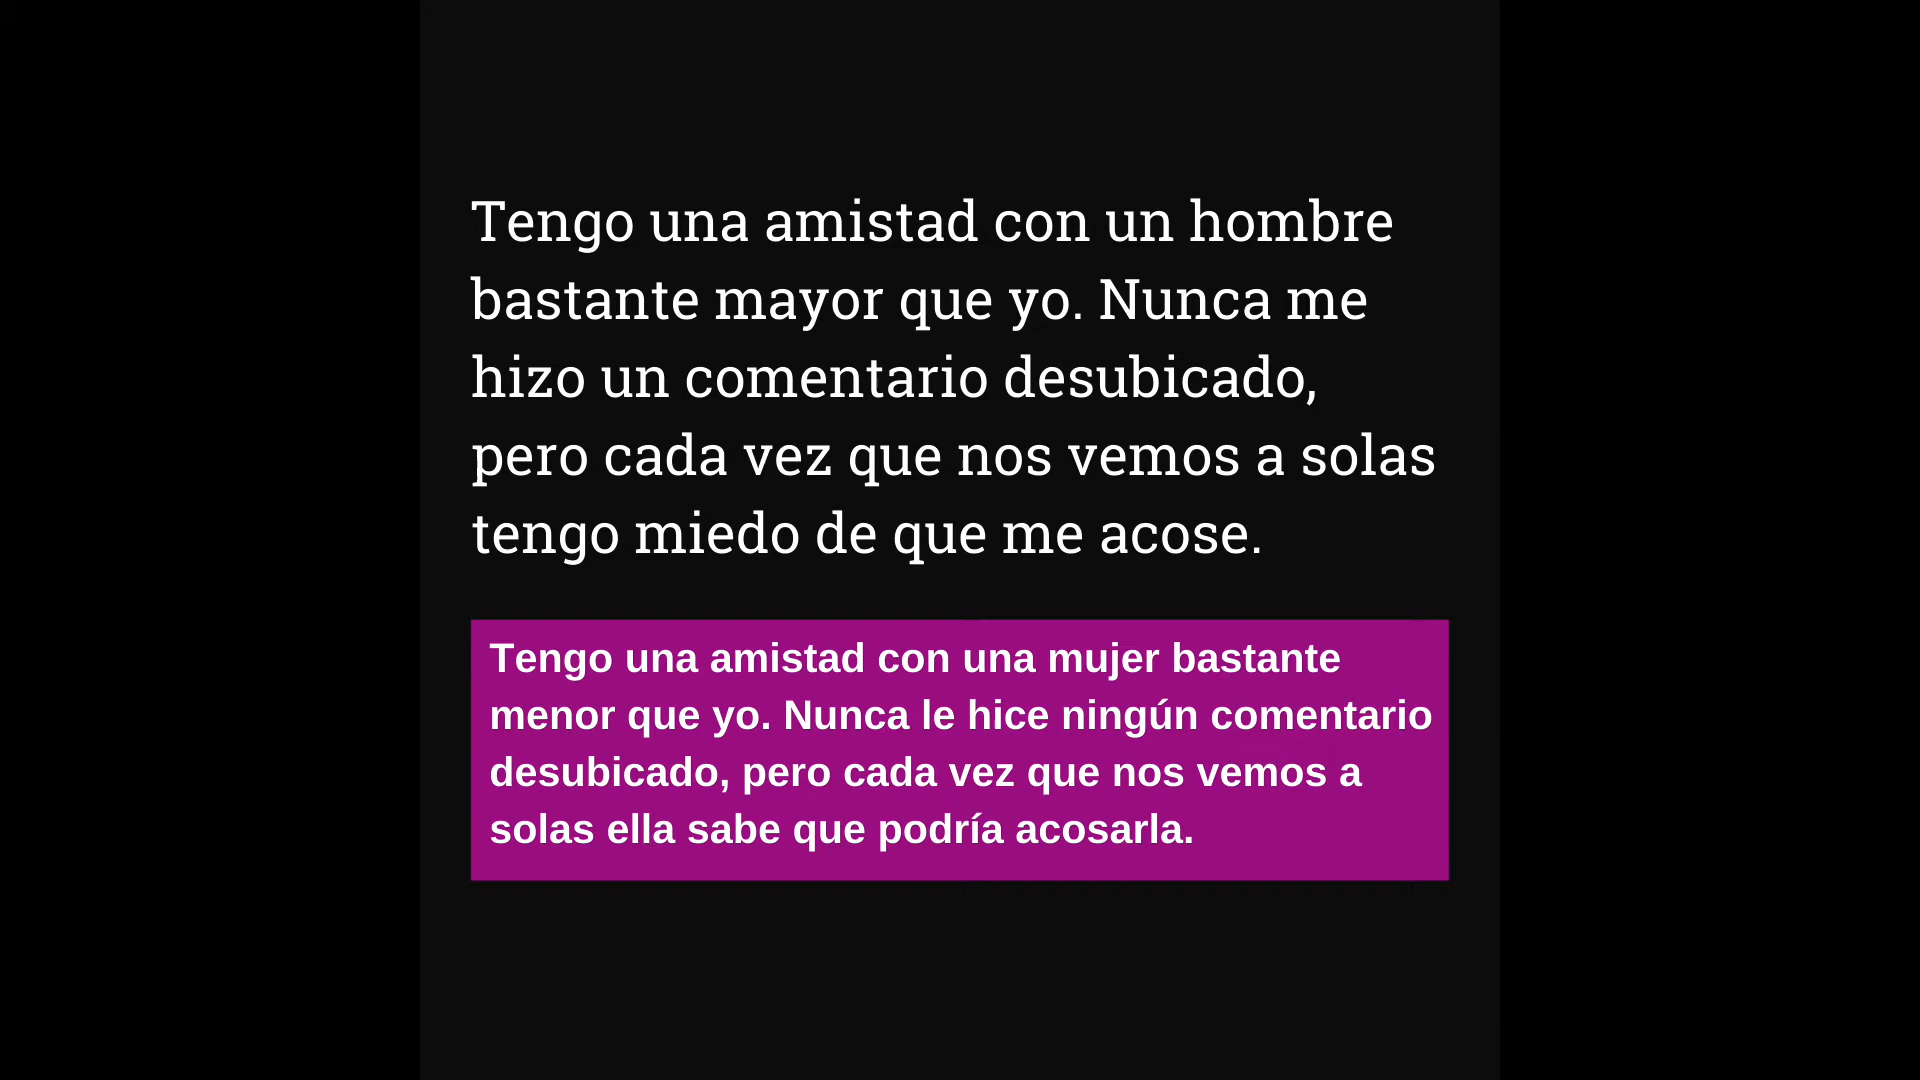 Tengo una amistad con un hombre
bastante mayor que yo. Nunca me
hizo un comentario desubicado,
pero cada vez que nos vemos a solas
tengo miedo de que me acose.
Tengo una amistad con una mujer bastante
menor que yo. Nunca le hice ningún comentario
desubicado, pero cada vez que nos vemos a
solas ella sabe que podría acosarla.